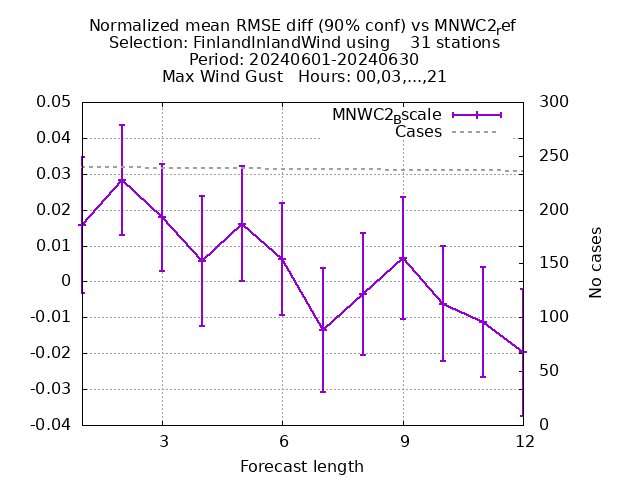 Normalized mean RMSE diff (90% conf) vs MNWC2ref
Selection: FinlandInlandWind using    31 stations
Period: 20240601-20240630
Max Wind Gust   Hours: 00,03,...,21
MNWC2Bscale
Cases
0.05
0.04
0.03
0.02
0.01
0
-0.01
-0.02
-0.03
-0.04
300
250
200
150
100
50
0
No cases
3 6 9 12
Forecast length